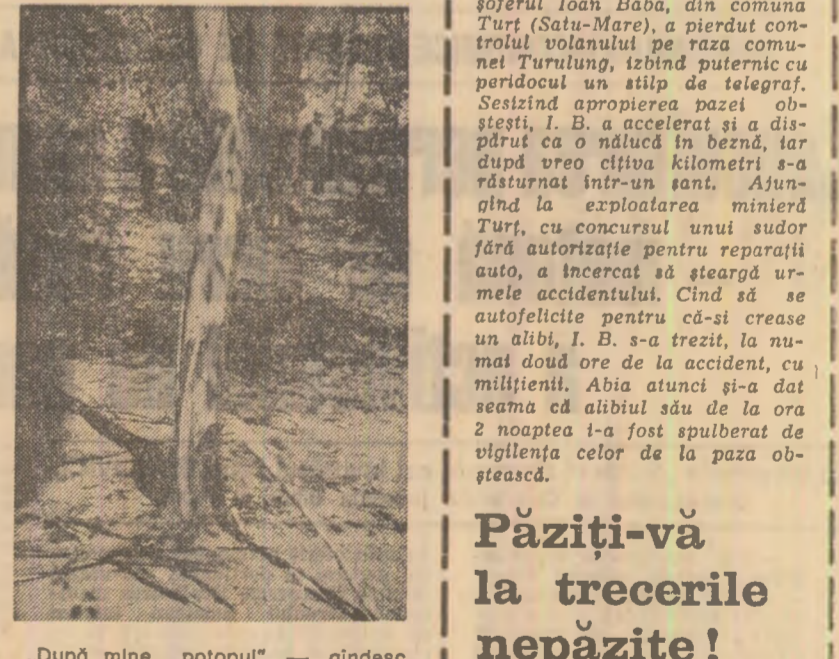 șoferul Ioan Baba, din comuna
Turț (Satu-Mare), a pierdut con-
trolul volanului pe raza comu-
nei Turulung, izbind puternic cu
peridocul un stîlp de telegraf.
Sesizînd apropierea pazei ob-
ștești, I. B. a accelerat și a dis-
părut ca o nălucă în beznă, iar
după vreo cîțiva kilometri s-a
răsturnat într-un șant. Ajun-
gînd la exploatarea minieră
Turț, cu concursul unui sudor
fără autorizație pentru reparații
auto, a încercat să șteargă ur-
mele accidentului. Cînd să se
autofelicite pentru că-și crease
un alibi, I. B. s-a trezit, la nu-
mai două ore de la accident, cu
milițienii. Abia atunci și-a dat
seama că alibiul său de la ora
2 noaptea i-a fost spulberat de
vigilența celor de la paza ob-
ștească.
Păziți-vă
la trecerile
nepăzite !
După mine potopul" — gîndesc